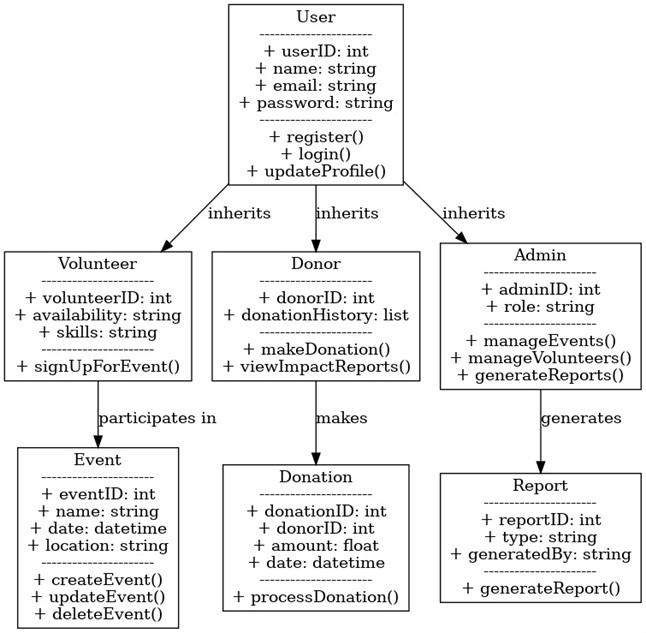 User
----------------------
+ userID: int
+ name: string
+ email: string
+ password: string
----------------------
+ register()
+ login()
+ updateProfile()
inherits
inherits
inherits
Volunteer
----------------------
+ volunteerID: int
+ availability: string
+ skills: string
----------------------
+ signUpForEvent()
Donor
----------------------
+ donorID: int
+ donationHistory: list
----------------------
+ makeDonation()
+ viewImpactReports()
Admin
----------------------
+ adminID: int
+ role: string
----------------------
+ manageEvents()
+ manageVolunteers()
+ generateReports()
participates in
makes
generates
Event
----------------------
+ eventID: int
+ name: string
+ date: datetime
+ location: string
----------------------
+ createEvent()
+ updateEvent()
+ deleteEvent()
Donation
----------------------
+ donationID: int
+ donorID: int
+ amount: float
+ date: datetime
----------------------
+ processDonation()
Report
----------------------
+ reportID: int
+ type: string
+ generatedBy: string
----------------------
+ generateReport()